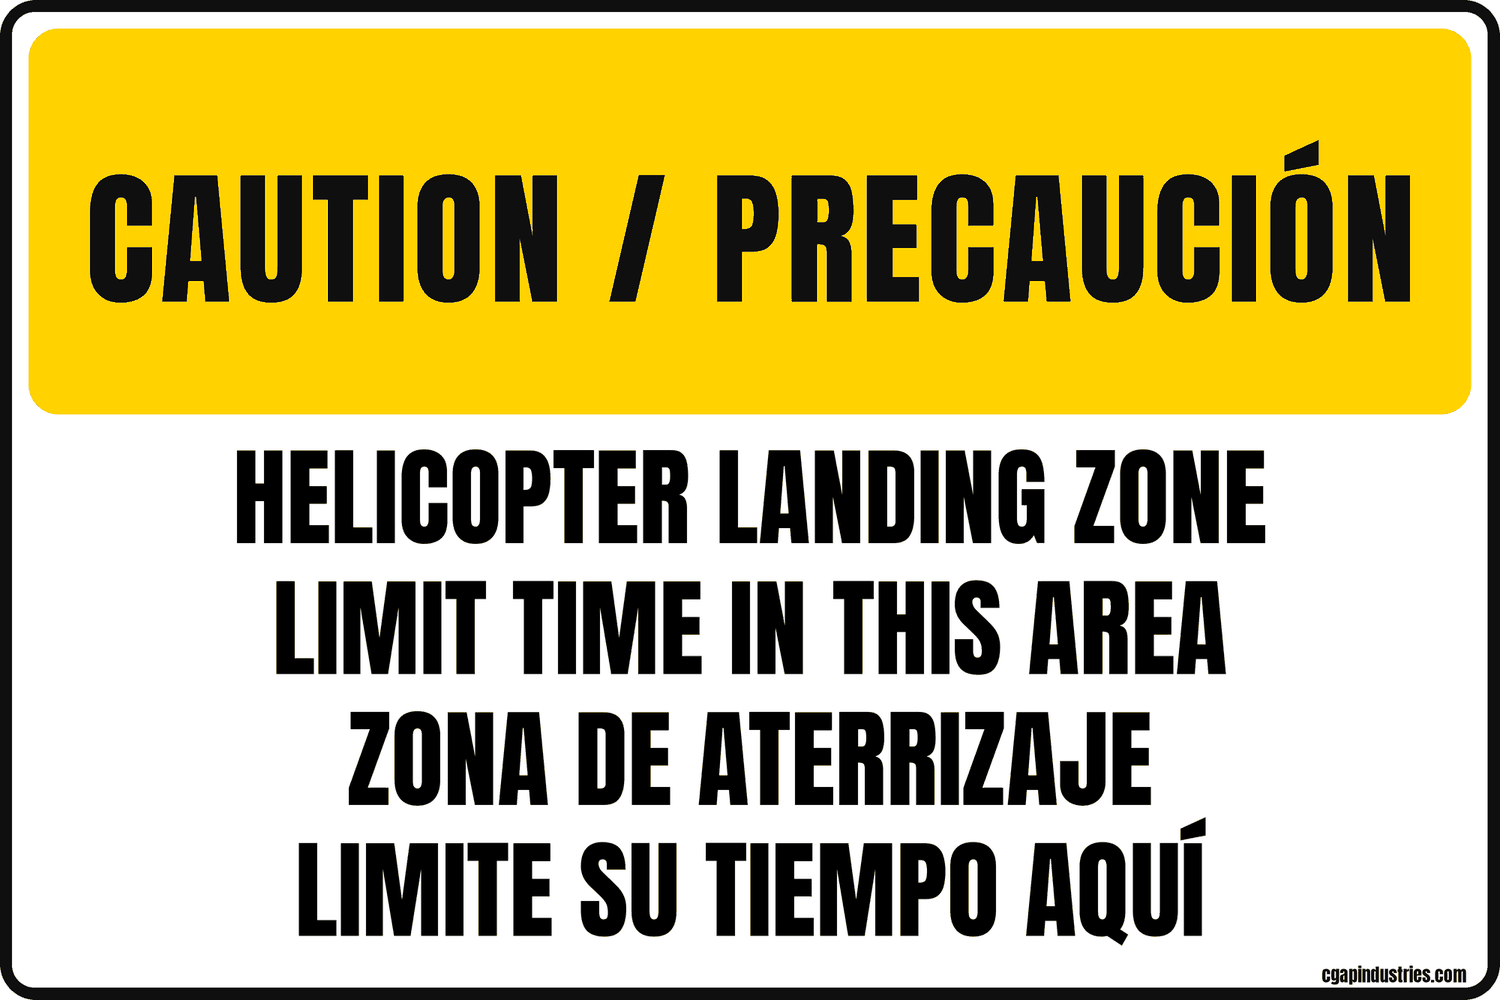 CAUTION / PRECAUCIÓN
HELICOPTER LANDING ZONE
LIMIT TIME IN THIS AREA
ZONA DE ATERRIZAJE
LIMITE SU TIEMPO AQUÍ
cgapindustries.com